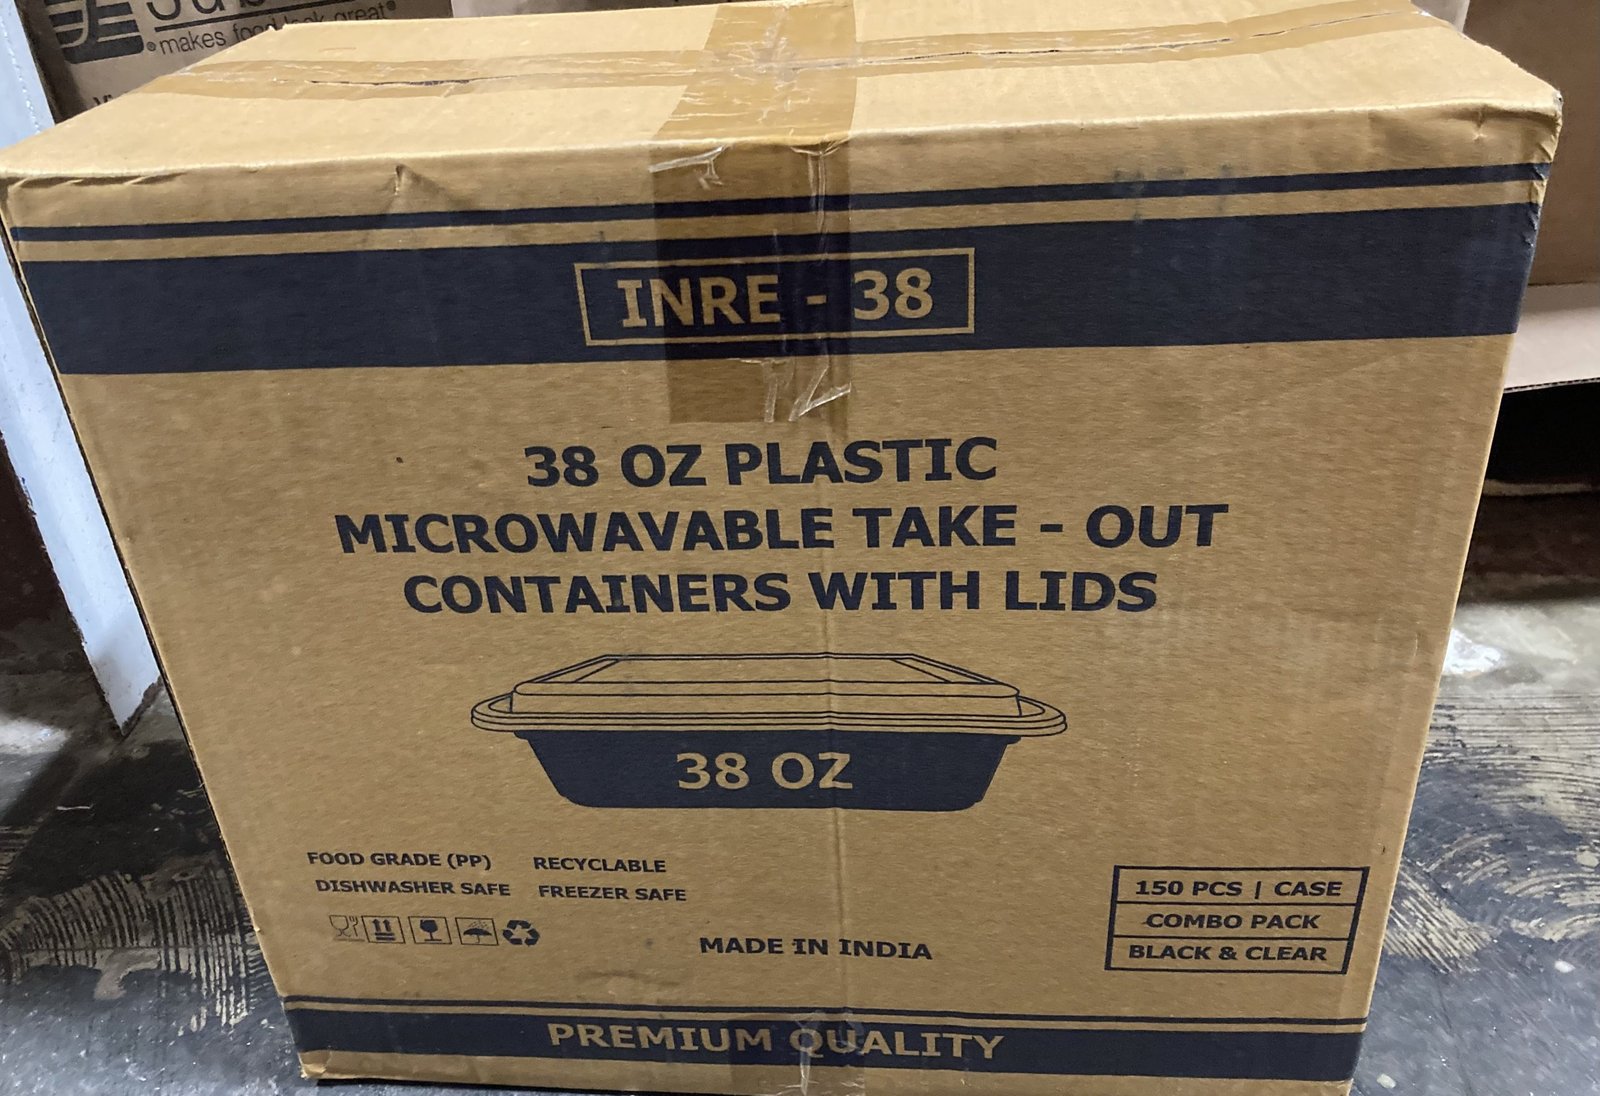 makes food look great®
INRE - 38
38 OZ PLASTIC
MICROWAVABLE TAKE - OUT
CONTAINERS WITH LIDS
38 OZ
FOOD GRADE (PP) RECYCLABLE
DISHWASHER SAFE FREEZER SAFE
MADE IN INDIA
150 PCS | CASE
COMBO PACK
BLACK & CLEAR
PREMIUM QUALITY